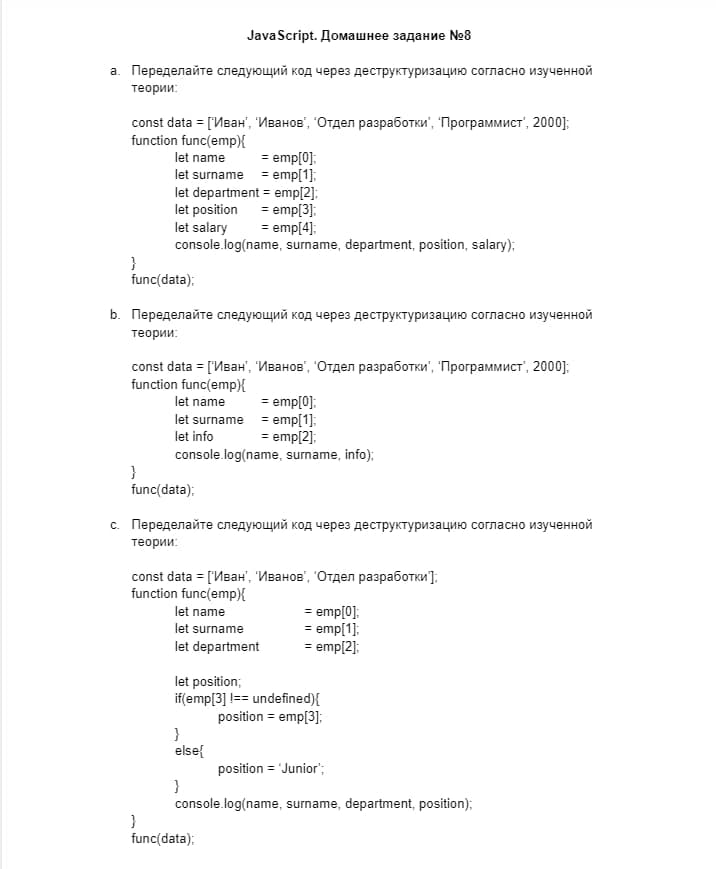 JavaScript. Домашнее задание №8
a. Переделайте следующий код через деструктуризацию согласно изученной
теории:
const data = ['Иван', 'Иванов', 'Отдел разработки', 'Программист', 2000];
function func(emp){
let name = emp[0];
let surname = emp[1];
let department = emp[2];
let position = emp[3];
let salary = emp[4];
console.log(name, surname, department, position, salary);
}
func(data);
b. Переделайте следующий код через деструктуризацию согласно изученной
теории:
const data = ['Иван', 'Иванов', 'Отдел разработки', 'Программист', 2000];
function func(emp){
let name = emp[0];
let surname = emp[1];
let info = emp[2];
console.log(name, surname, info);
}
func(data);
c. Переделайте следующий код через деструктуризацию согласно изученной
теории:
const data = ['Иван', 'Иванов', 'Отдел разработки'];
function func(emp){
let name = emp[0];
let surname = emp[1];
let department = emp[2];
let position;
if(emp[3] !== undefined){
position = emp[3];
}
else{
position = 'Junior';
}
console.log(name, surname, department, position);
}
func(data);